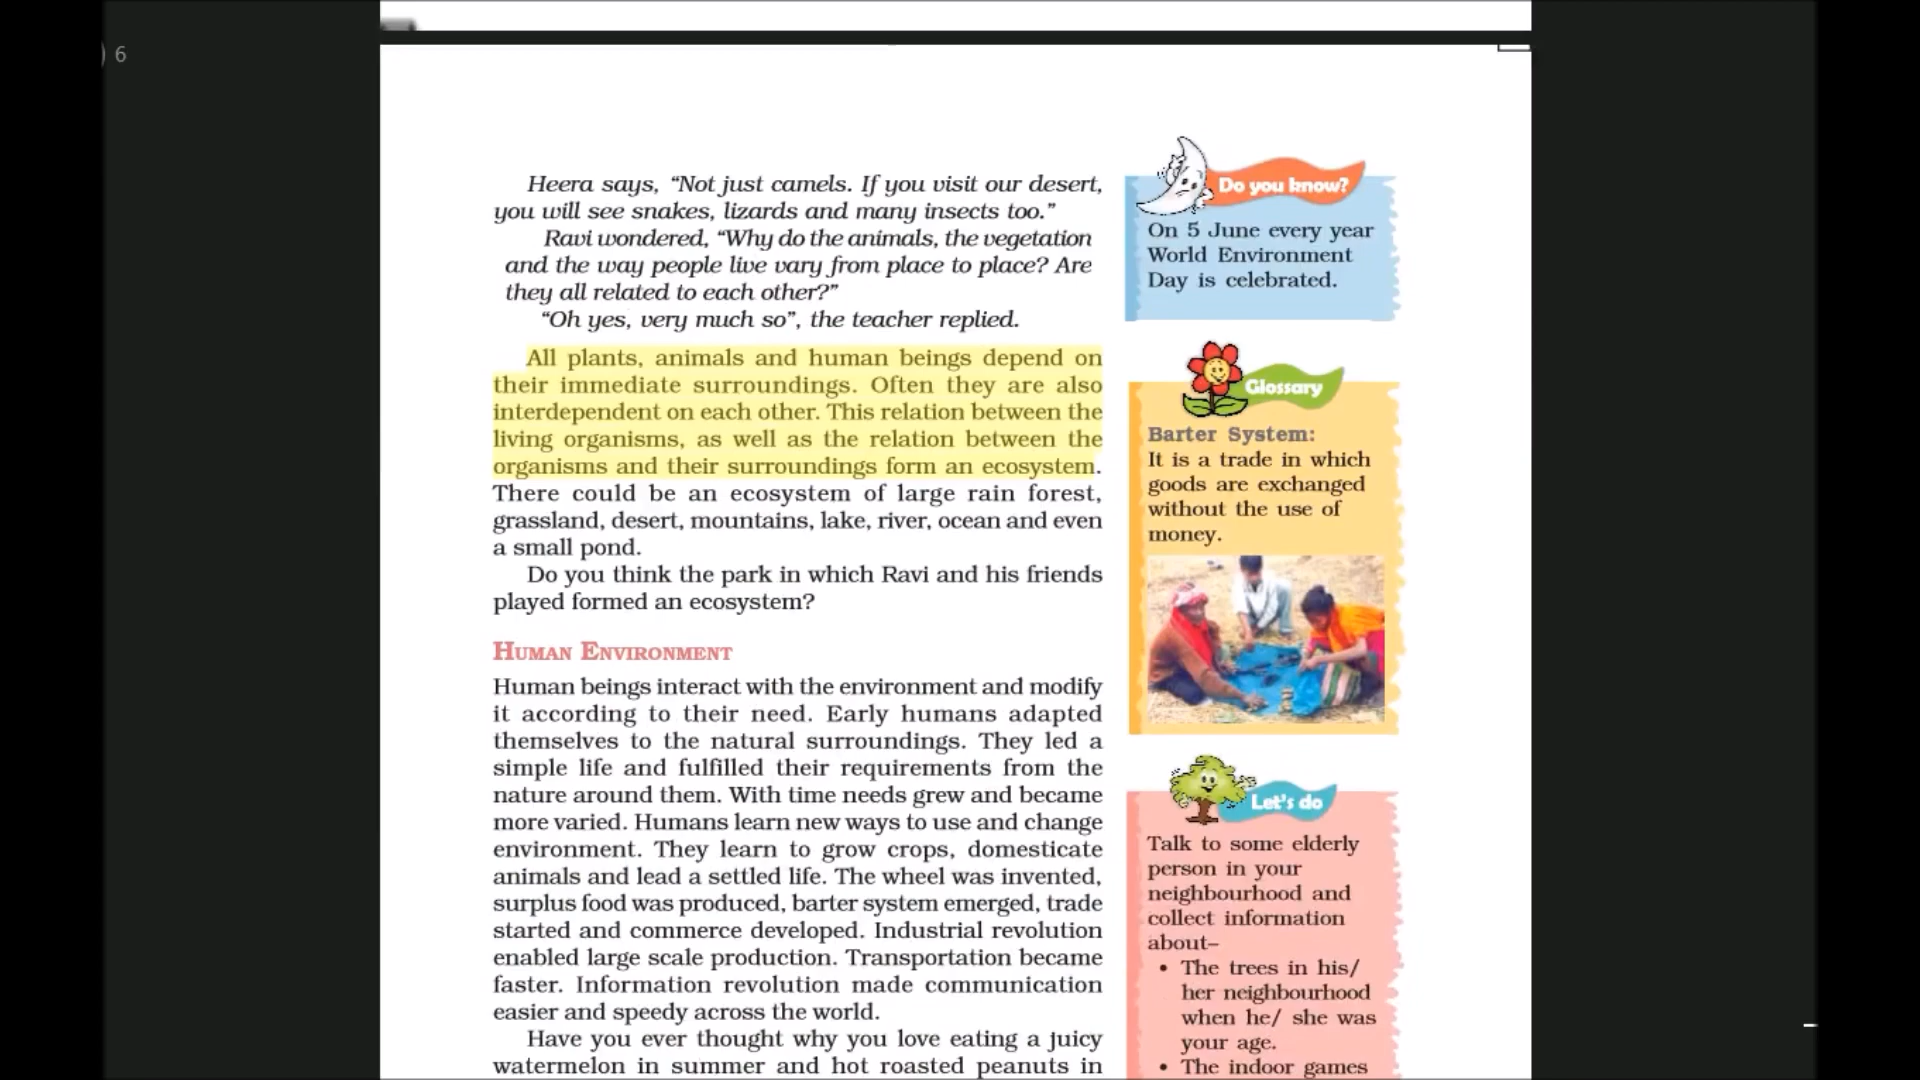 ) 6
Heera says, “Not just camels. If you visit our desert,
you will see snakes, lizards and many insects too.”
Ravi wondered, “Why do the animals, the vegetation
and the way people live vary from place to place? Are
they all related to each other?”
“Oh yes, very much so”, the teacher replied.
All plants, animals and human beings depend on
their immediate surroundings. Often they are also
interdependent on each other. This relation between the
living organisms, as well as the relation between the
organisms and their surroundings form an ecosystem.
There could be an ecosystem of large rain forest,
grassland, desert, mountains, lake, river, ocean and even
a small pond.
Do you think the park in which Ravi and his friends
played formed an ecosystem?
HUMAN ENVIRONMENT
Human beings interact with the environment and modify
it according to their need. Early humans adapted
themselves to the natural surroundings. They led a
simple life and fulfilled their requirements from the
nature around them. With time needs grew and became
more varied. Humans learn new ways to use and change
environment. They learn to grow crops, domesticate
animals and lead a settled life. The wheel was invented,
surplus food was produced, barter system emerged, trade
started and commerce developed. Industrial revolution
enabled large scale production. Transportation became
faster. Information revolution made communication
easier and speedy across the world.
Have you ever thought why you love eating a juicy
watermelon in summer and hot roasted peanuts in
Do you know?
On 5 June every year
World Environment
Day is celebrated.
Glossary
Barter System:
It is a trade in which
goods are exchanged
without the use of
money.
Let’s do
Talk to some elderly
person in your
neighbourhood and
collect information
about–
• The trees in his/
her neighbourhood
when he/ she was
your age.
• The indoor games